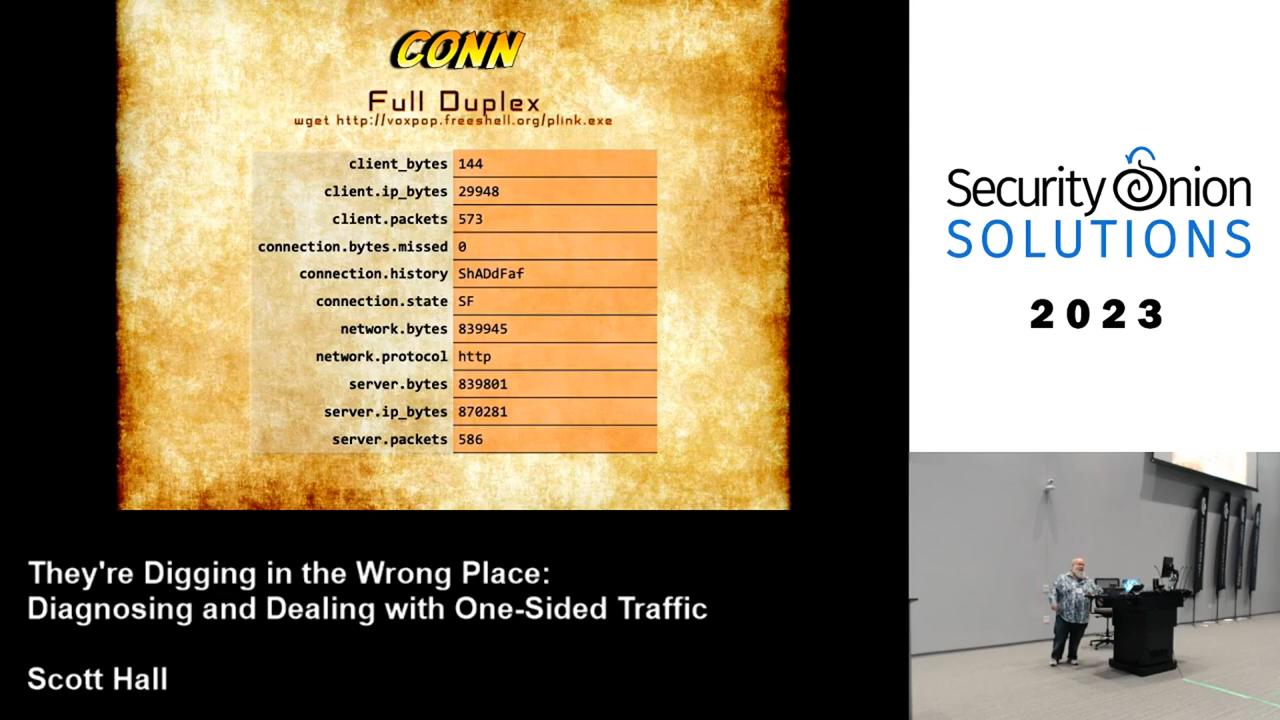 CONN
Full Duplex
wget http://voxpop.freeshell.org/plink.exe
client_bytes 144
client.ip_bytes 29948
client.packets 573
connection.bytes.missed 0
connection.history ShADdFaf
connection.state SF
network.bytes 839945
network.protocol http
server.bytes 839801
server.ip_bytes 870281
server.packets 586
Security Onion
SOLUTIONS
2023
They're Digging in the Wrong Place:
Diagnosing and Dealing with One-Sided Traffic
Scott Hall